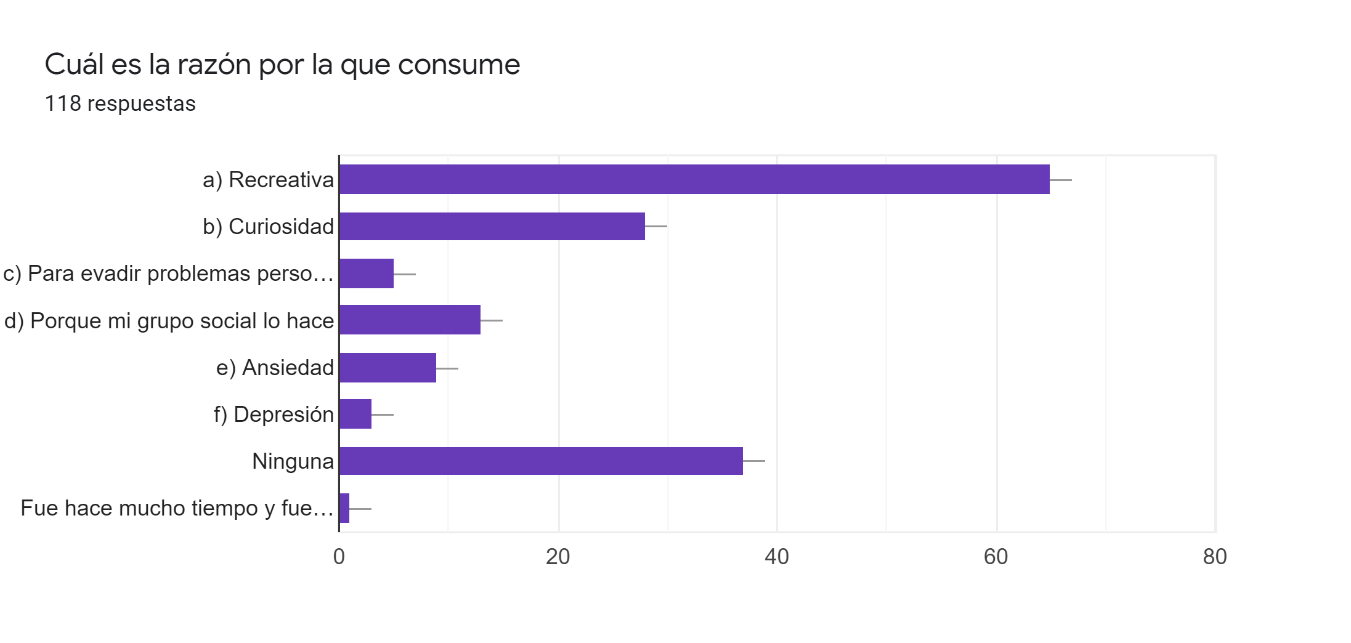 Cuál es la razón por la que consume
118 respuestas
a) Recreativa
b) Curiosidad
c) Para evadir problemas perso…
d) Porque mi grupo social lo hace
e) Ansiedad
f) Depresión
Ninguna
Fue hace mucho tiempo y fue…
0 20 40 60 80